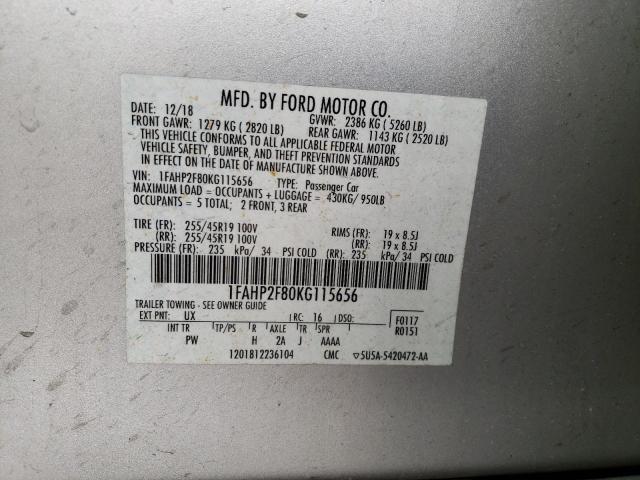 MFD. BY FORD MOTOR CO.
DATE: 12/18 GVWR: 2386 KG ( 5260 LB)
FRONT GAWR: 1279 KG ( 2820 LB) REAR GAWR: 1143 KG ( 2520 LB)
THIS VEHICLE CONFORMS TO ALL APPLICABLE FEDERAL MOTOR
VEHICLE SAFETY, BUMPER, AND THEFT PREVENTION STANDARDS
IN EFFECT ON THE DATE OF MANUFACTURE SHOWN ABOVE.
VIN: 1FAHP2F80KG115656 TYPE: Passenger Car
MAXIMUM LOAD = OCCUPANTS + LUGGAGE = 430KG/ 950LB
OCCUPANTS = 5 TOTAL; 2 FRONT, 3 REAR
TIRE (FR): 255/45R19 100V RIMS (FR): 19 x 8.5J
(RR): 255/45R19 100V (RR): 19 x 8.5J
PRESSURE (FR): 235 kPa/ 34 PSI COLD (RR): 235 kPa/ 34 PSI COLD
1FAHP2F80KG115656
TRAILER TOWING - SEE OWNER GUIDE
EXT PNT: UX RC: 16 DSO: F0117
INT TR TP/PS R AXLE TR SPR R0151
PW H 2A J AAAA
1201812236104 CMC 5U5A-5420472-AA